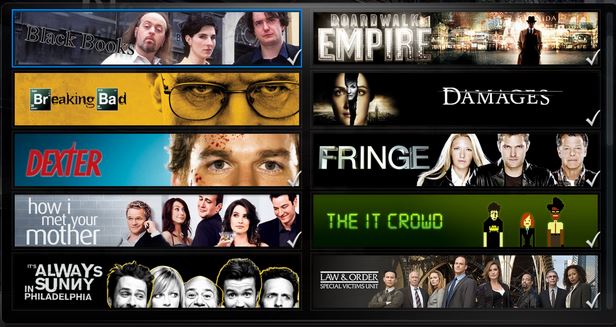 Black Books
BOARDWALK
EMPIRE
Breaking Bad
DAMAGES
DEXTER
FRINGE
how i
met your
mother
THE IT CROWD
IT'S
ALWAYS
SUNNY
IN
PHILADELPHIA
LAW & ORDER
SPECIAL VICTIMS UNIT